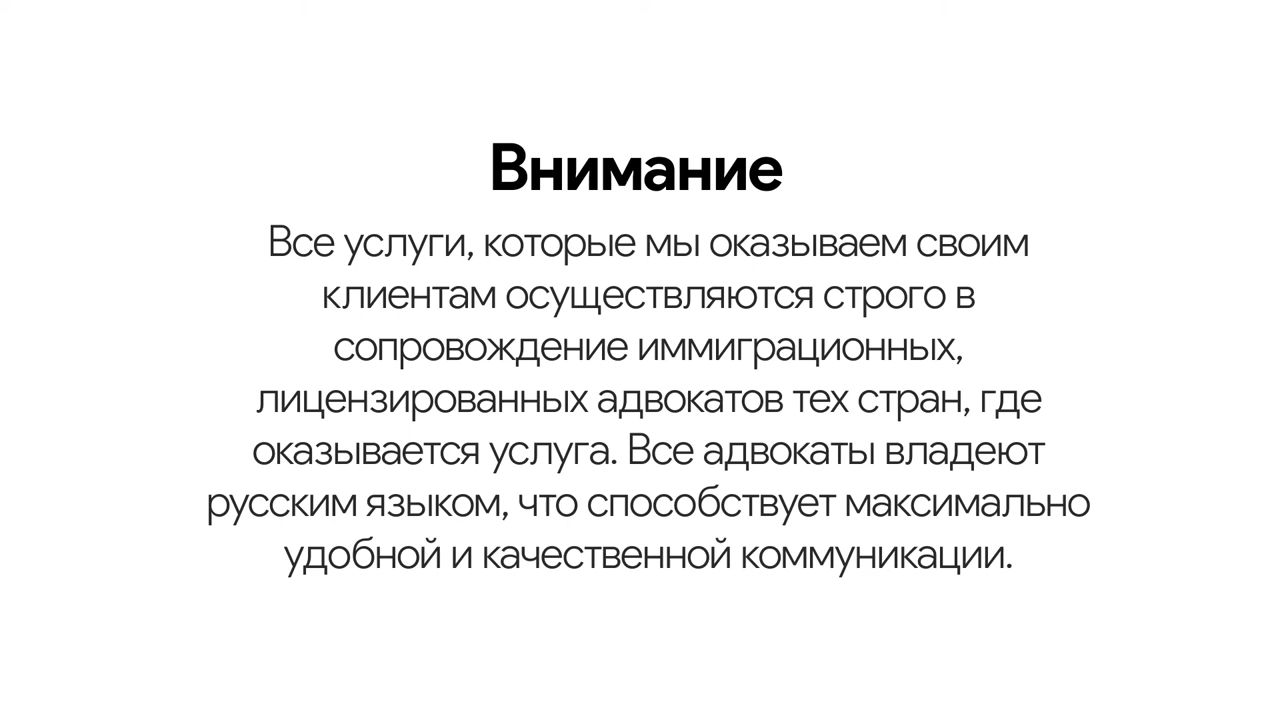 Внимание
Все услуги, которые мы оказываем своим
клиентам осуществляются строго в
сопровождение иммиграционных,
лицензированных адвокатов тех стран, где
оказывается услуга. Все адвокаты владеют
русским языком, что способствует максимально
удобной и качественной коммуникации.